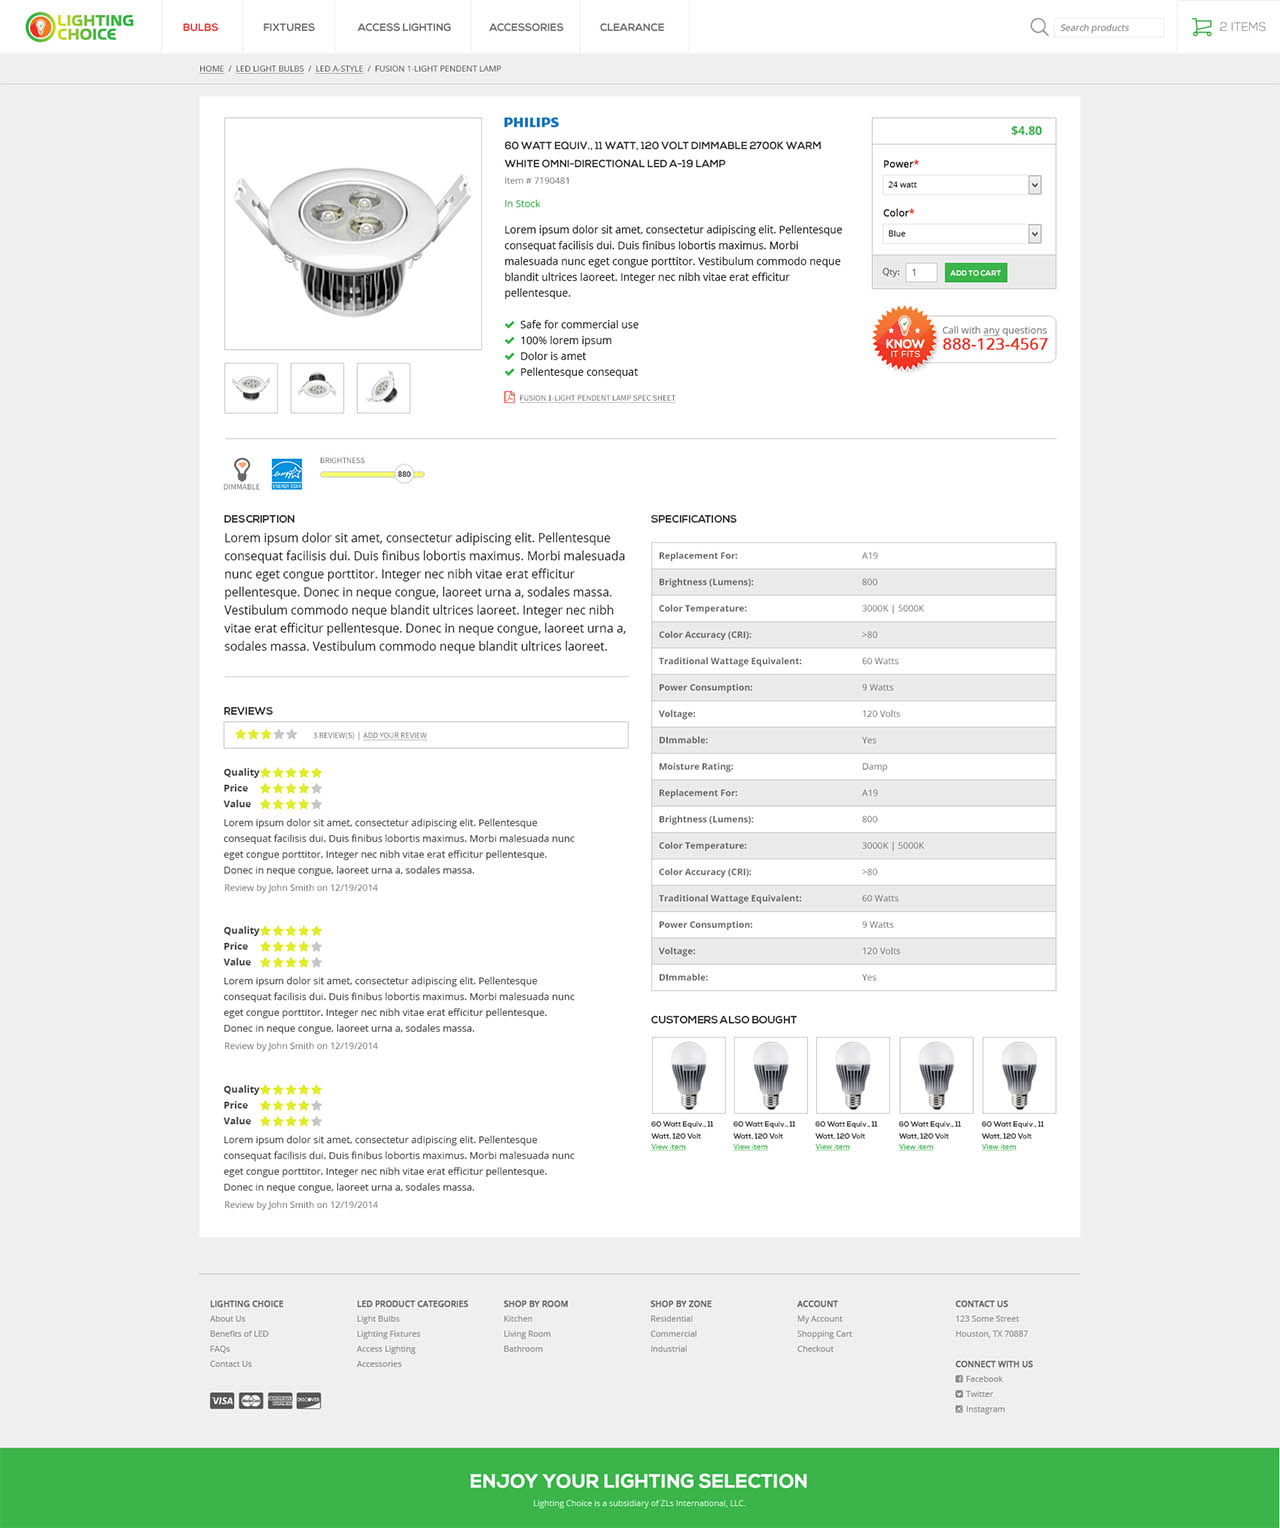 LIGHTING CHOICE
BULBS
FIXTURES
ACCESS LIGHTING
ACCESSORIES
CLEARANCE
Search products
2 ITEMS
HOME / LED LIGHT BULBS / LED A-STYLE / FUSION 1-LIGHT PENDENT LAMP
PHILIPS
60 WATT EQUIV., 11 WATT, 120 VOLT DIMMABLE 2700K WARM
WHITE OMNI-DIRECTIONAL LED A-19 LAMP
Item # 7190481
In Stock
Lorem ipsum dolor sit amet, consectetur adipiscing elit. Pellentesque
consequat facilisis dui. Duis finibus lobortis maximus. Morbi
malesuada nunc eget congue porttitor. Vestibulum commodo neque
blandit ultrices laoreet. Integer nec nibh vitae erat efficitur
pellentesque.
Safe for commercial use
100% lorem ipsum
Dolor is amet
Pellentesque consequat
FUSION 1-LIGHT PENDENT LAMP SPEC SHEET
$4.80
Power*
24 watt
Color*
Blue
Qty: 1 ADD TO CART
KNOW
IT FITS
Call with any questions
888-123-4567
DIMMABLE
energy
ENERGY STAR
BRIGHTNESS
880
DESCRIPTION
Lorem ipsum dolor sit amet, consectetur adipiscing elit. Pellentesque
consequat facilisis dui. Duis finibus lobortis maximus. Morbi malesuada
nunc eget congue porttitor. Integer nec nibh vitae erat efficitur
pellentesque. Donec in neque congue, laoreet urna a, sodales massa.
Vestibulum commodo neque blandit ultrices laoreet. Integer nec nibh
vitae erat efficitur pellentesque. Donec in neque congue, laoreet urna a,
sodales massa. Vestibulum commodo neque blandit ultrices laoreet.
REVIEWS
3 REVIEW(S) | ADD YOUR REVIEW
Quality
Price
Value
Lorem ipsum dolor sit amet, consectetur adipiscing elit. Pellentesque
consequat facilisis dui. Duis finibus lobortis maximus. Morbi malesuada nunc
eget congue porttitor. Integer nec nibh vitae erat efficitur pellentesque.
Donec in neque congue, laoreet urna a, sodales massa.
Review by John Smith on 12/19/2014
Quality
Price
Value
Lorem ipsum dolor sit amet, consectetur adipiscing elit. Pellentesque
consequat facilisis dui. Duis finibus lobortis maximus. Morbi malesuada nunc
eget congue porttitor. Integer nec nibh vitae erat efficitur pellentesque.
Donec in neque congue, laoreet urna a, sodales massa.
Review by John Smith on 12/19/2014
Quality
Price
Value
Lorem ipsum dolor sit amet, consectetur adipiscing elit. Pellentesque
consequat facilisis dui. Duis finibus lobortis maximus. Morbi malesuada nunc
eget congue porttitor. Integer nec nibh vitae erat efficitur pellentesque.
Donec in neque congue, laoreet urna a, sodales massa.
Review by John Smith on 12/19/2014
SPECIFICATIONS
Replacement For: A19
Brightness (Lumens): 800
Color Temperature: 3000K | 5000K
Color Accuracy (CRI): >80
Traditional Wattage Equivalent: 60 Watts
Power Consumption: 9 Watts
Voltage: 120 Volts
DImmable: Yes
Moisture Rating: Damp
Replacement For: A19
Brightness (Lumens): 800
Color Temperature: 3000K | 5000K
Color Accuracy (CRI): >80
Traditional Wattage Equivalent: 60 Watts
Power Consumption: 9 Watts
Voltage: 120 Volts
DImmable: Yes
CUSTOMERS ALSO BOUGHT
60 Watt Equiv., 11
Watt, 120 Volt
View item
60 Watt Equiv., 11
Watt, 120 Volt
View item
60 Watt Equiv., 11
Watt, 120 Volt
View item
60 Watt Equiv., 11
Watt, 120 Volt
View item
60 Watt Equiv., 11
Watt, 120 Volt
View item
LIGHTING CHOICE
About Us
Benefits of LED
FAQs
Contact Us
VISA MasterCard AMERICAN EXPRESS DISCOVER
LED PRODUCT CATEGORIES
Light Bulbs
Lighting Fixtures
Access Lighting
Accessories
SHOP BY ROOM
Kitchen
Living Room
Bathroom
SHOP BY ZONE
Residential
Commercial
Industrial
ACCOUNT
My Account
Shopping Cart
Checkout
CONTACT US
123 Some Street
Houston, TX 70887
CONNECT WITH US
Facebook
Twitter
Instagram
ENJOY YOUR LIGHTING SELECTION
Lighting Choice is a subsidiary of ZLs International, LLC.